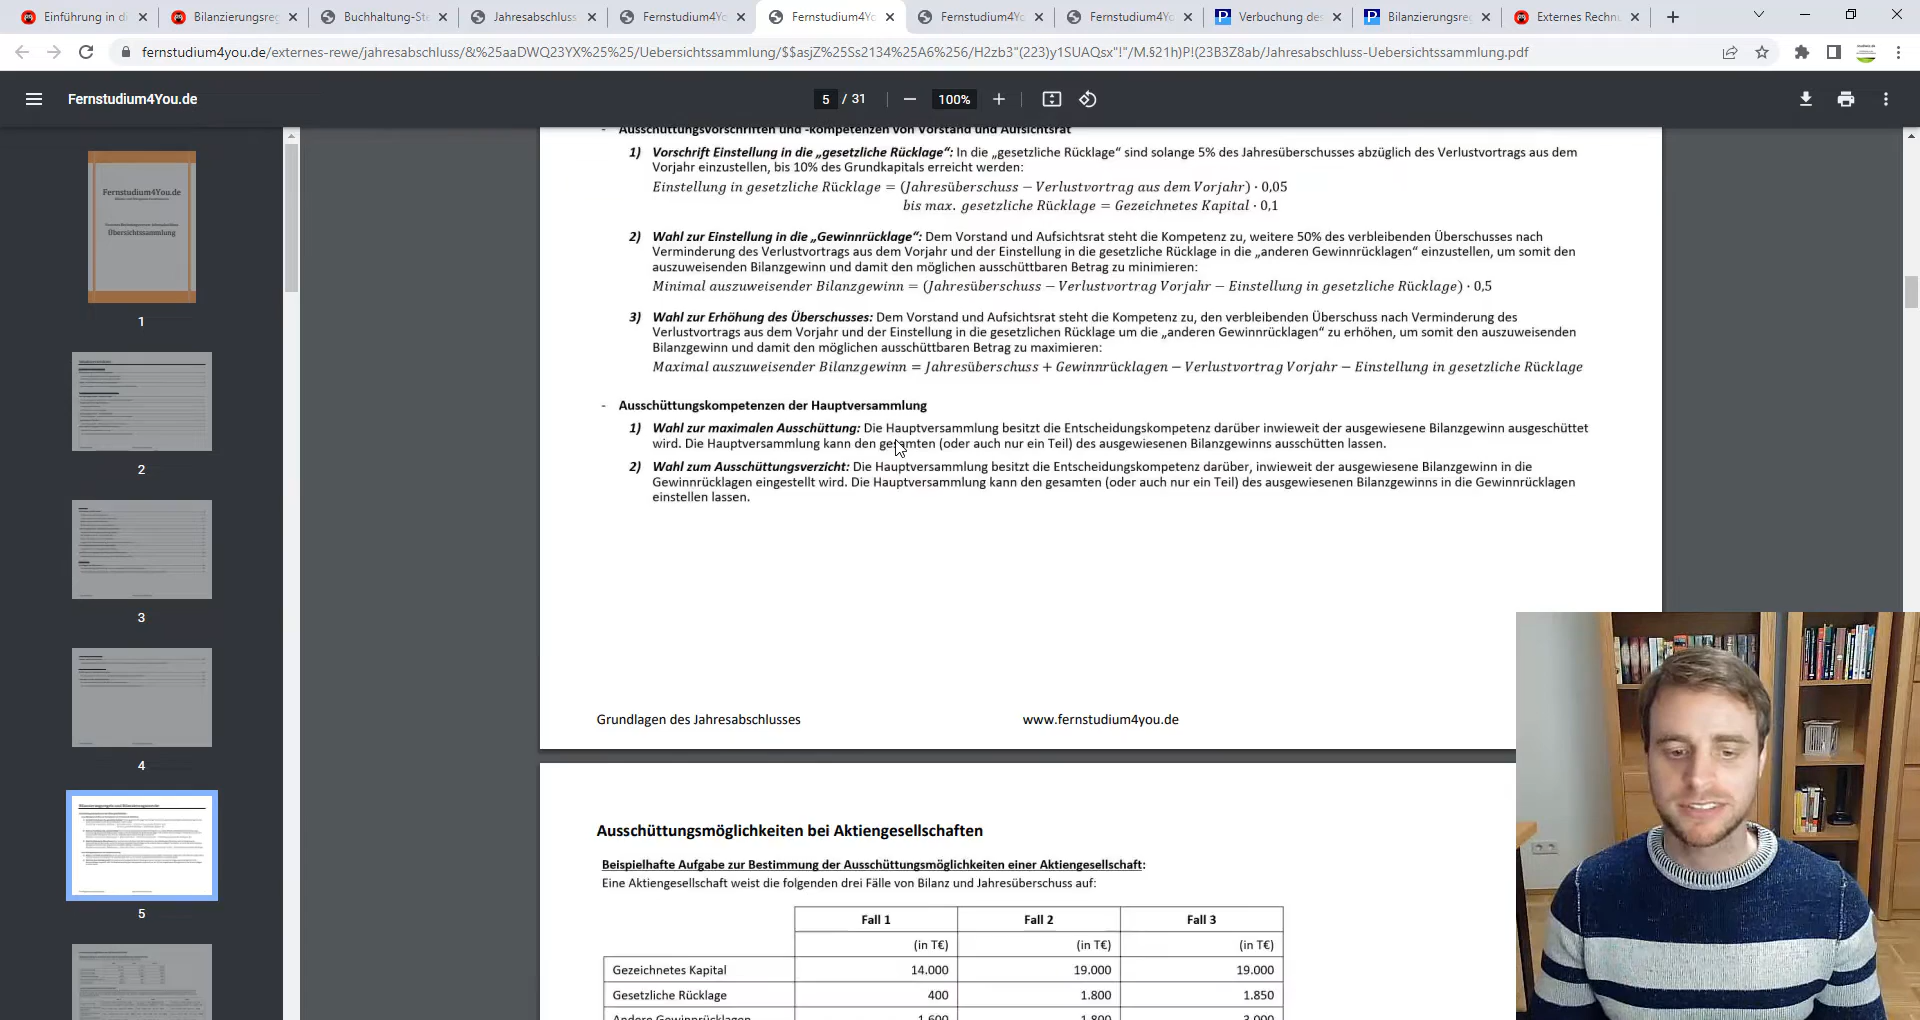 Einführung in d
Bilanzierungsreg
Buchhaltung-Ste
Jahresabschluss
Fernstudium4Yo
Fernstudium4Yo
Fernstudium4Yo
Fernstudium4Yo
Verbuchung des
Bilanzierungsreg
Externes Rechn
fernstudium4you.de/externes-rewe/jahresabschluss/&%25aaDWQ23YX%25%25/Uebersichtssammlung/$$asjZ%25Ss2134%25A6%256/H2zb3"(223)y1SUAQsx"!"/M.§21h)P!(23B3Z8ab/Jahresabschluss-Uebersichtssammlung.pdf
Fernstudium4You.de
5 / 31
100%
Fernstudium4You.de
Übersichtssammlung
1
2
3
4
5
- Ausschüttungsvorschriften und -kompetenzen von Vorstand und Aufsichtsrat
1) Vorschrift Einstellung in die „gesetzliche Rücklage“: In die „gesetzliche Rücklage“ sind solange 5% des Jahresüberschusses abzüglich des Verlustvortrags aus dem
Vorjahr einzustellen, bis 10% des Grundkapitals erreicht werden:
Einstellung in gesetzliche Rücklage = (Jahresüberschuss − Verlustvortrag aus dem Vorjahr) · 0,05
bis max. gesetzliche Rücklage = Gezeichnetes Kapital · 0,1
2) Wahl zur Einstellung in die „Gewinnrücklage“: Dem Vorstand und Aufsichtsrat steht die Kompetenz zu, weitere 50% des verbleibenden Überschusses nach
Verminderung des Verlustvortrags aus dem Vorjahr und der Einstellung in die gesetzliche Rücklage in die „anderen Gewinnrücklagen“ einzustellen, um somit den
auszuweisenden Bilanzgewinn und damit den möglichen ausschüttbaren Betrag zu minimieren:
Minimal auszuweisender Bilanzgewinn = (Jahresüberschuss − Verlustvortrag Vorjahr − Einstellung in gesetzliche Rücklage) · 0,5
3) Wahl zur Erhöhung des Überschusses: Dem Vorstand und Aufsichtsrat steht die Kompetenz zu, den verbleibenden Überschuss nach Verminderung des
Verlustvortrags aus dem Vorjahr und der Einstellung in die gesetzlichen Rücklage um die „anderen Gewinnrücklagen“ zu erhöhen, um somit den auszuweisenden
Bilanzgewinn und damit den möglichen ausschüttbaren Betrag zu maximieren:
Maximal auszuweisender Bilanzgewinn = Jahresüberschuss + Gewinnrücklagen − Verlustvortrag Vorjahr − Einstellung in gesetzliche Rücklage
- Ausschüttungskompetenzen der Hauptversammlung
1) Wahl zur maximalen Ausschüttung: Die Hauptversammlung besitzt die Entscheidungskompetenz darüber inwieweit der ausgewiesene Bilanzgewinn ausgeschüttet
wird. Die Hauptversammlung kann den gesamten (oder auch nur ein Teil) des ausgewiesenen Bilanzgewinns ausschütten lassen.
2) Wahl zum Ausschüttungsverzicht: Die Hauptversammlung besitzt die Entscheidungskompetenz darüber, inwieweit der ausgewiesene Bilanzgewinn in die
Gewinnrücklagen eingestellt wird. Die Hauptversammlung kann den gesamten (oder auch nur ein Teil) des ausgewiesenen Bilanzgewinns in die Gewinnrücklagen
einstellen lassen.
Grundlagen des Jahresabschlusses
www.fernstudium4you.de
Ausschüttungsmöglichkeiten bei Aktiengesellschaften
Beispielhafte Aufgabe zur Bestimmung der Ausschüttungsmöglichkeiten einer Aktiengesellschaft:
Eine Aktiengesellschaft weist die folgenden drei Fälle von Bilanz und Jahresüberschuss auf:
Fall 1 Fall 2 Fall 3
(in T€) (in T€) (in T€)
Gezeichnetes Kapital 14.000 19.000 19.000
Gesetzliche Rücklage 400 1.800 1.850
Andere Gewinnrücklagen 1.600 1.800 3.000